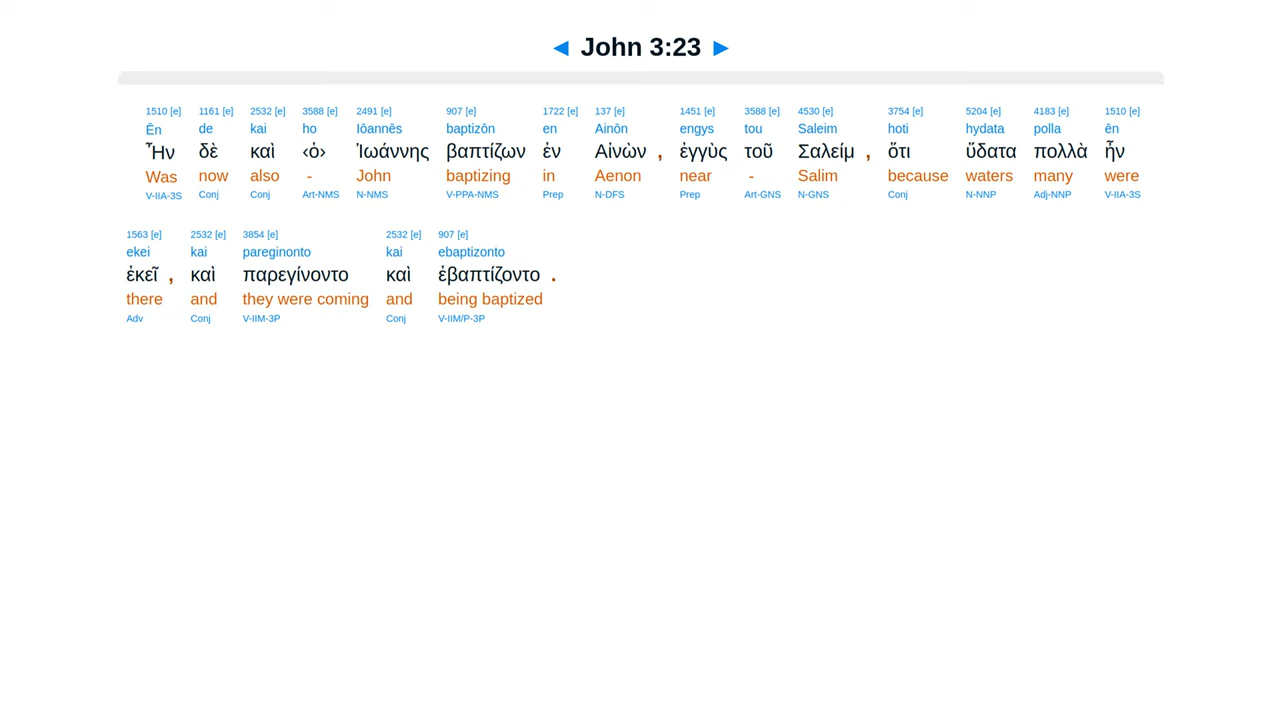 ◄ John 3:23 ►
1510 [e] 1161 [e] 2532 [e] 3588 [e] 2491 [e] 907 [e] 1722 [e] 137 [e] 1451 [e] 3588 [e] 4530 [e] 3754 [e] 5204 [e] 4183 [e] 1510 [e]
Ēn de kai ho Iōannēs baptizōn en Ainōn engys tou Saleim hoti hydata polla ēn
Ἦν δὲ καὶ ‹ὁ› Ἰωάννης βαπτίζων ἐν Αἰνὼν , ἐγγὺς τοῦ Σαλείμ , ὅτι ὕδατα πολλὰ ἦν
Was now also - John baptizing in Aenon near - Salim because waters many were
V-IIA-3S Conj Conj Art-NMS N-NMS V-PPA-NMS Prep N-DFS Prep Art-GNS N-GNS Conj N-NNP Adj-NNP V-IIA-3S
1563 [e] 2532 [e] 3854 [e] 2532 [e] 907 [e]
ekei kai pareginonto kai ebaptizonto
ἐκεῖ , καὶ παρεγίνοντο καὶ ἐβαπτίζοντο .
there and they were coming and being baptized
Adv Conj V-IIM-3P Conj V-IIM/P-3P